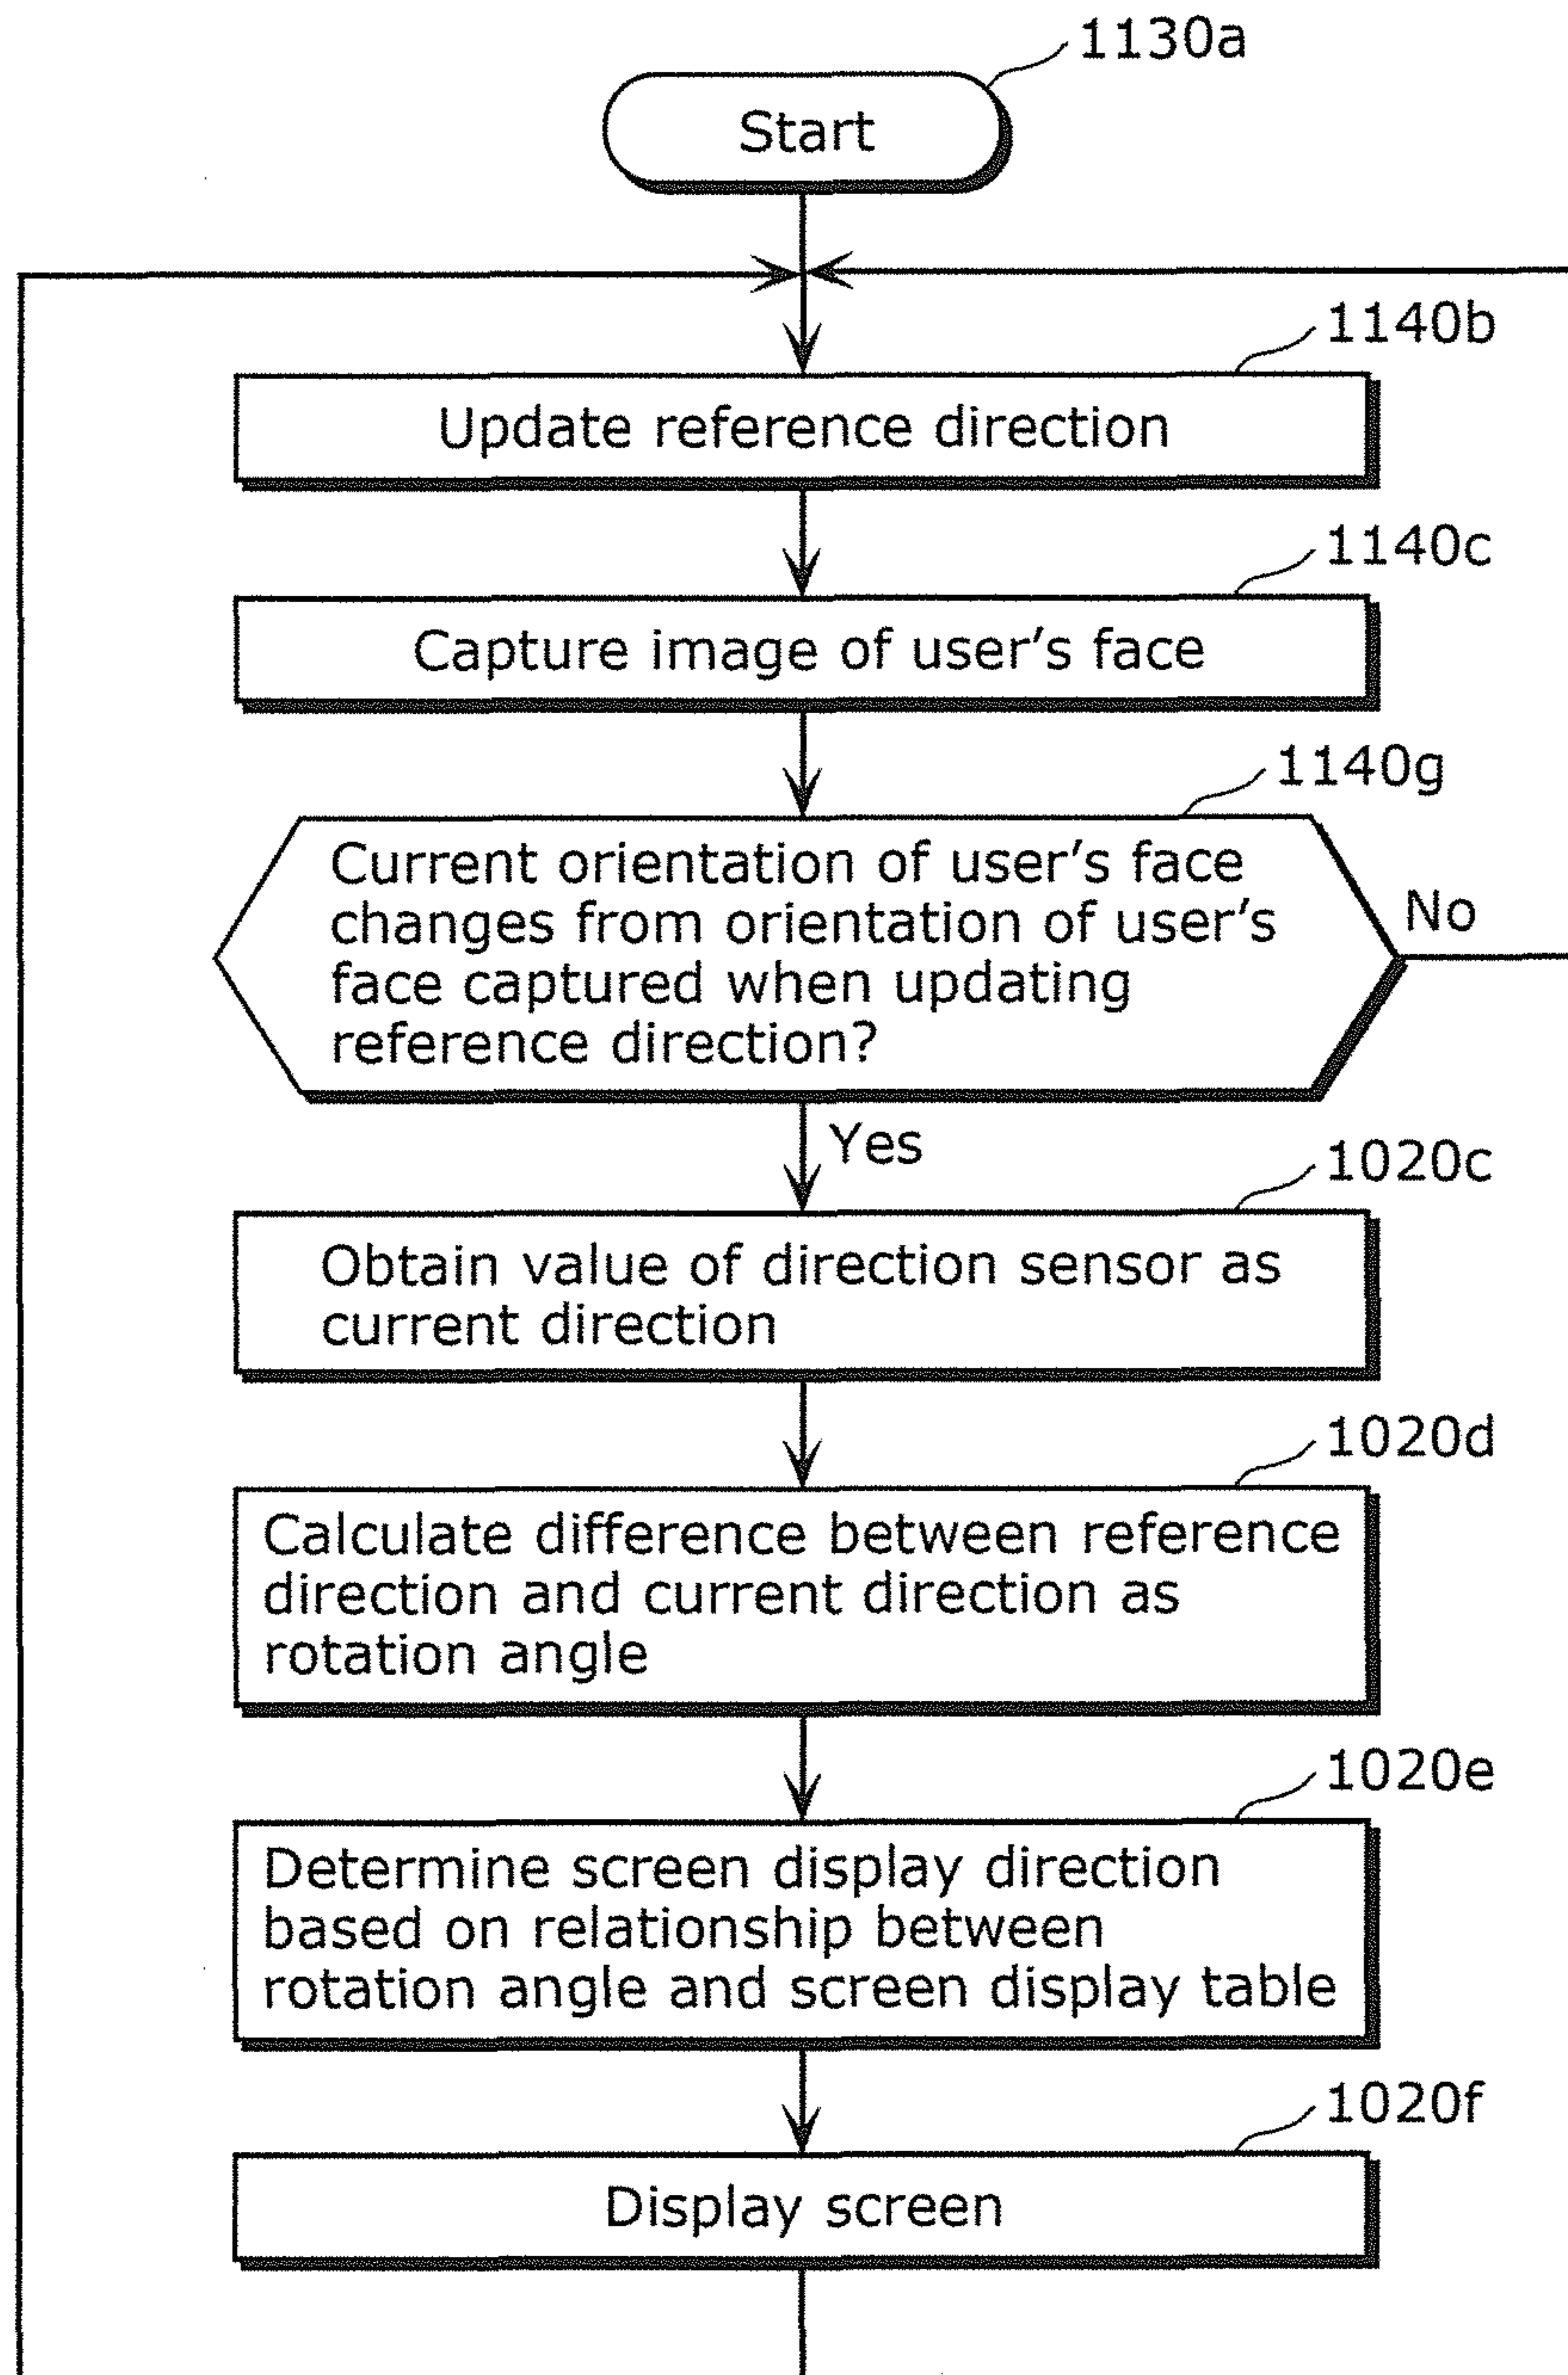 1130a
Start
1140b
Update reference direction
1140c
Capture image of user’s face
1140g
Current orientation of user’s face
changes from orientation of user’s
face captured when updating
reference direction?
No
Yes
1020c
Obtain value of direction sensor as
current direction
1020d
Calculate difference between reference
direction and current direction as
rotation angle
1020e
Determine screen display direction
based on relationship between
rotation angle and screen display table
1020f
Display screen